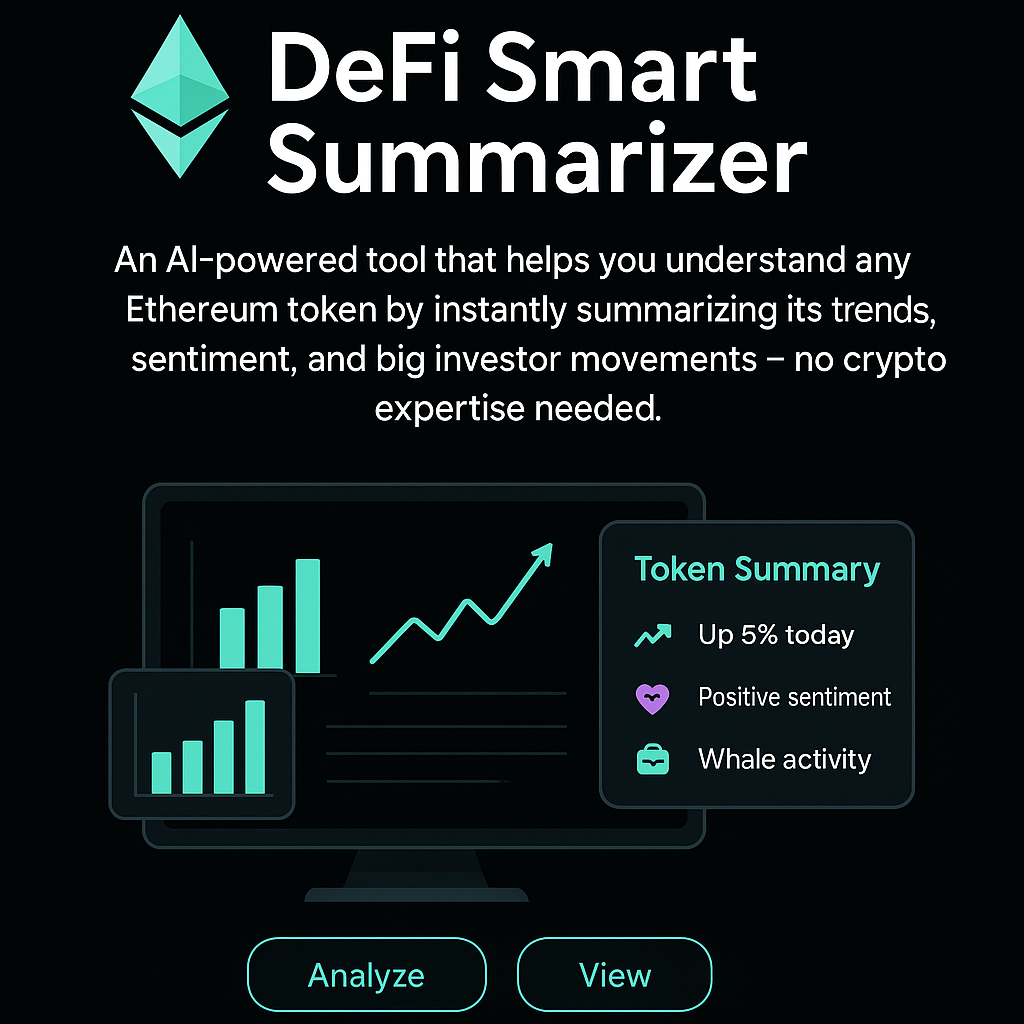 DeFi Smart
Summarizer
An AI-powered tool that helps you understand any
Ethereum token by instantly summarizing its trends,
sentiment, and big investor movements – no crypto
expertise needed.
Token Summary
Up 5% today
Positive sentiment
Whale activity
Analyze
View